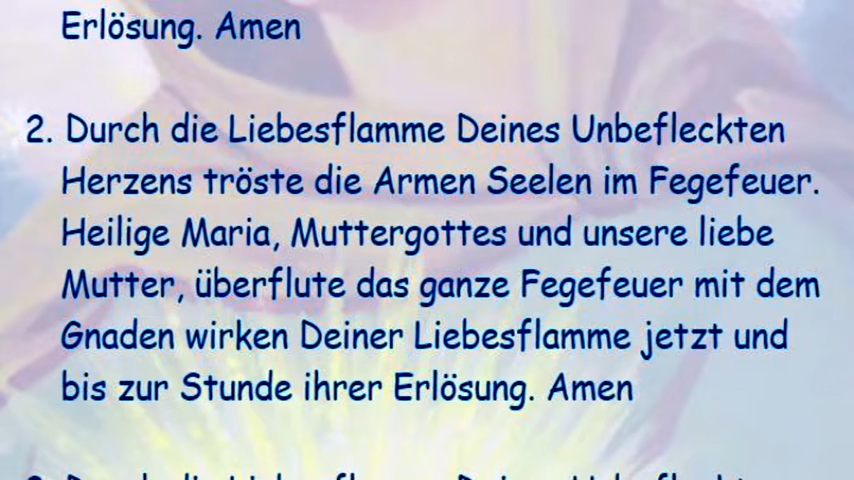 Erlösung. Amen
2. Durch die Liebesflamme Deines Unbefleckten
Herzens tröste die Armen Seelen im Fegefeuer.
Heilige Maria, Muttergottes und unsere liebe
Mutter, überflute das ganze Fegefeuer mit dem
Gnaden wirken Deiner Liebesflamme jetzt und
bis zur Stunde ihrer Erlösung. Amen